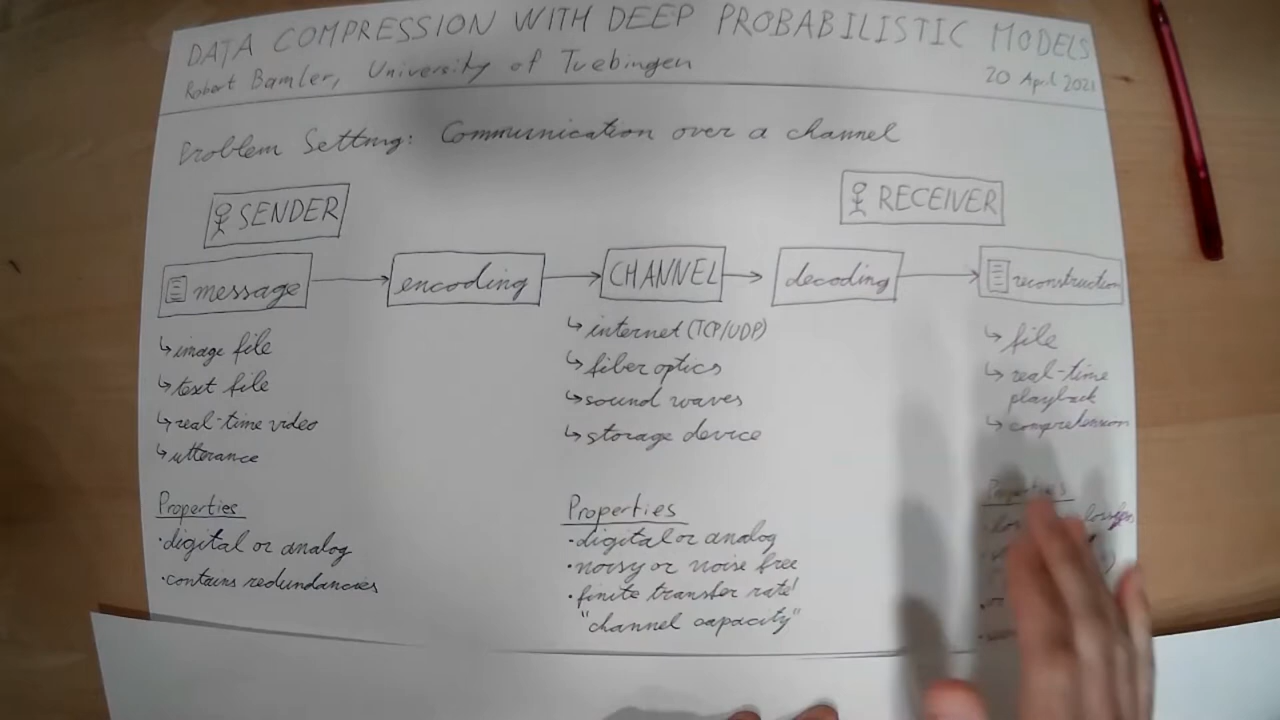 DATA COMPRESSION WITH DEEP PROBABILISTIC MODELS
Robert Bamler, University of Tuebingen
20 April 2021
Problem Setting: Communication over a channel
SENDER
RECEIVER
message
encoding
CHANNEL
decoding
reconstruction
↳ image file
↳ text file
↳ real-time video
↳ utterance
Properties
· digital or analog
· contains redundancies
↳ internet (TCP/UDP)
↳ fiber optics
↳ sound waves
↳ storage device
Properties
· digital or analog
· noisy or noise free
· finite transfer rate
"channel capacity"
↳ file
↳ real-time
playback
↳ comprehension
Properties